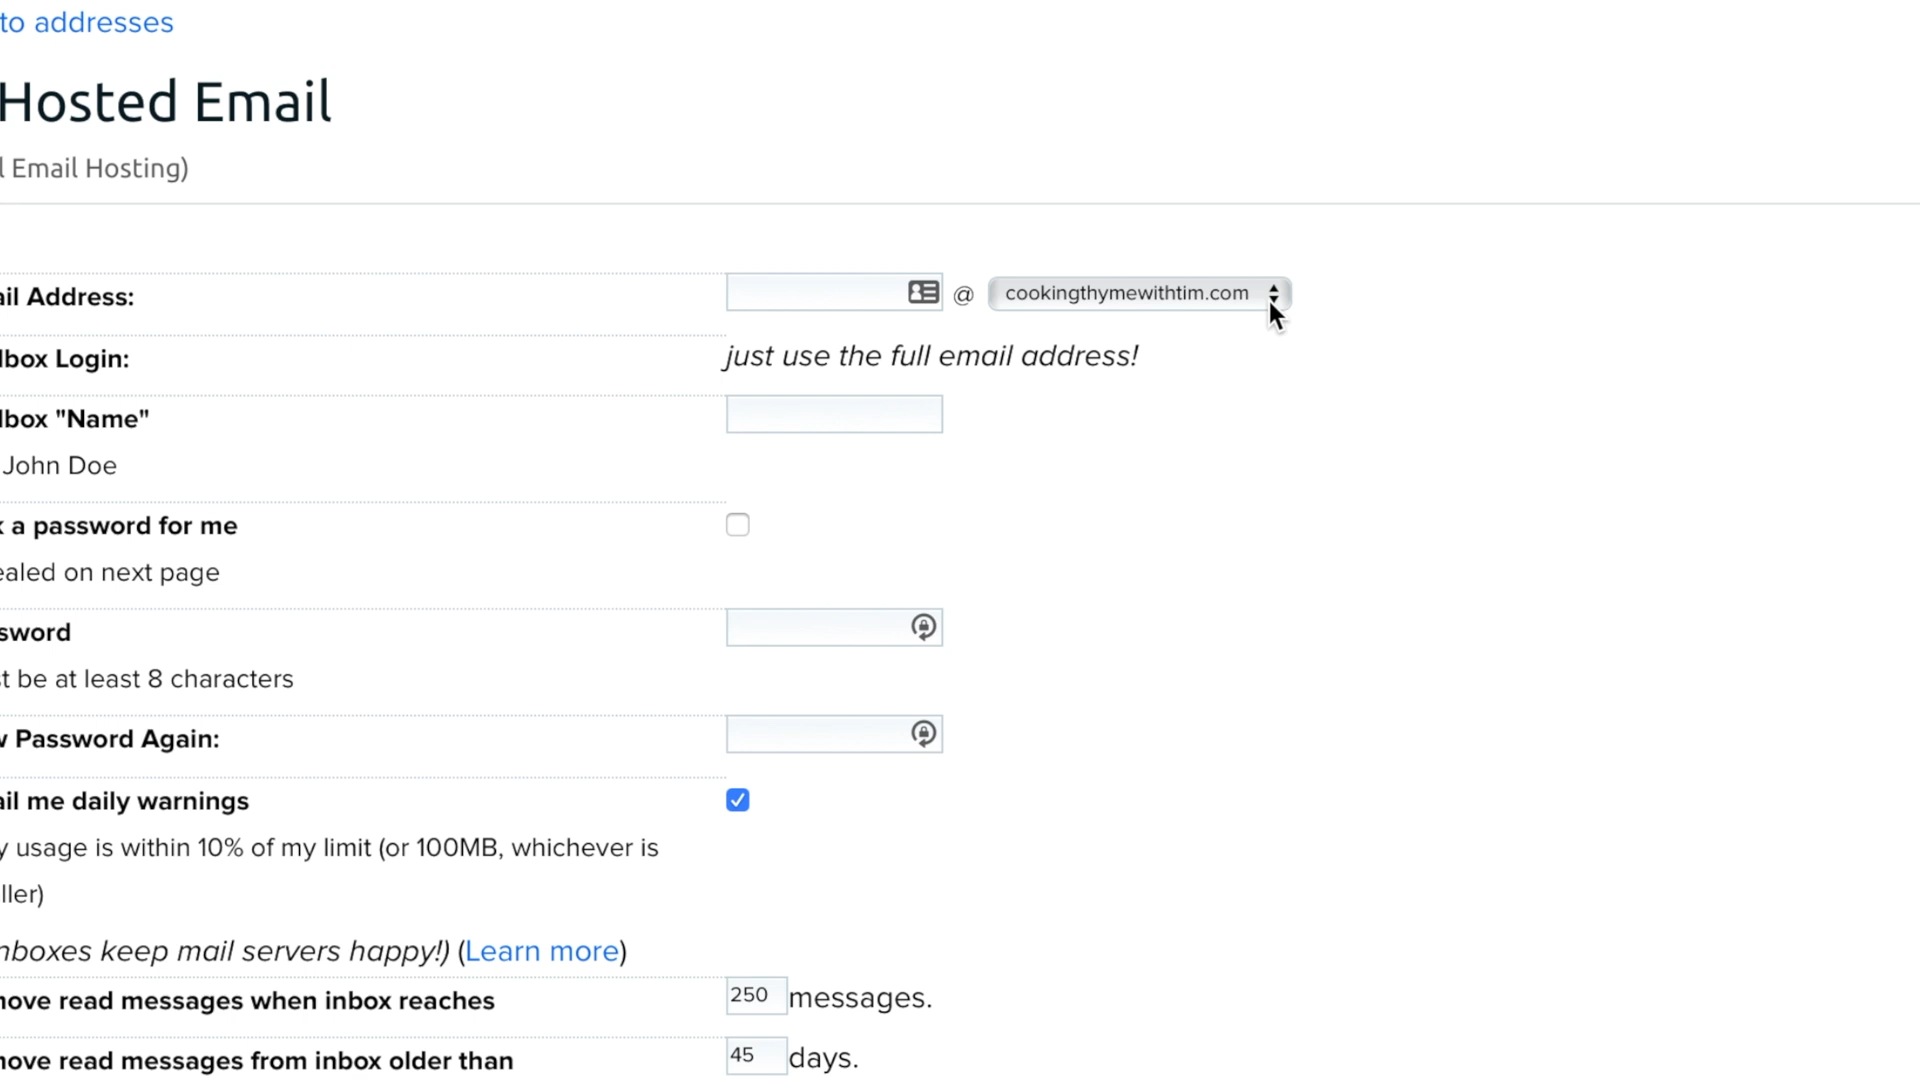 to addresses
Hosted Email
l Email Hosting)
ail Address:
@ cookingthymewithtim.com
lbox Login:
just use the full email address!
lbox "Name"
John Doe
k a password for me
ealed on next page
sword
t be at least 8 characters
w Password Again:
ail me daily warnings
y usage is within 10% of my limit (or 100MB, whichever is
ller)
nboxes keep mail servers happy!) (Learn more)
nove read messages when inbox reaches
250 messages.
nove read messages from inbox older than
45 days.